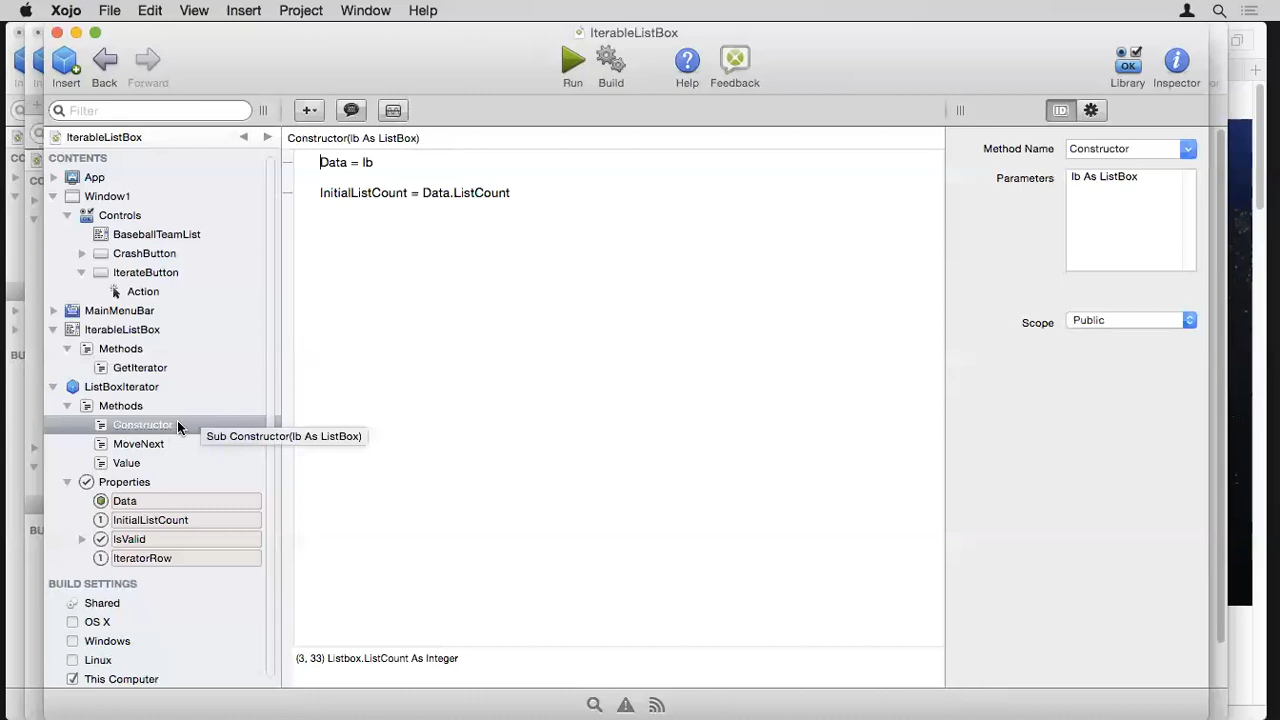 Xojo File Edit View Insert Project Window Help
IterableListBox
Insert Back Forward Run Build Help Feedback Library Inspector
OK
Filter
ID
IterableListBox
Constructor(lb As ListBox)
CONTENTS
App
Window1
Controls
BaseballTeamList
CrashButton
IterateButton
Action
MainMenuBar
IterableListBox
Methods
GetIterator
ListBoxIterator
Methods
Constructor
MoveNext
Value
Properties
Data
InitialListCount
IsValid
IteratorRow
BUILD SETTINGS
Shared
OS X
Windows
Linux
This Computer
Data = lb
InitialListCount = Data.ListCount
Sub Constructor(lb As ListBox)
(3, 33) Listbox.ListCount As Integer
Method Name Constructor
Parameters lb As ListBox
Scope Public